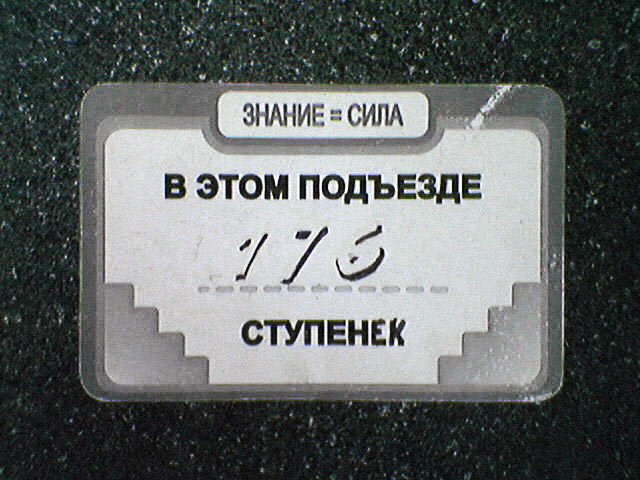 ЗНАНИЕ = СИЛА
В ЭТОМ ПОДЪЕЗДЕ
176
СТУПЕНЕК